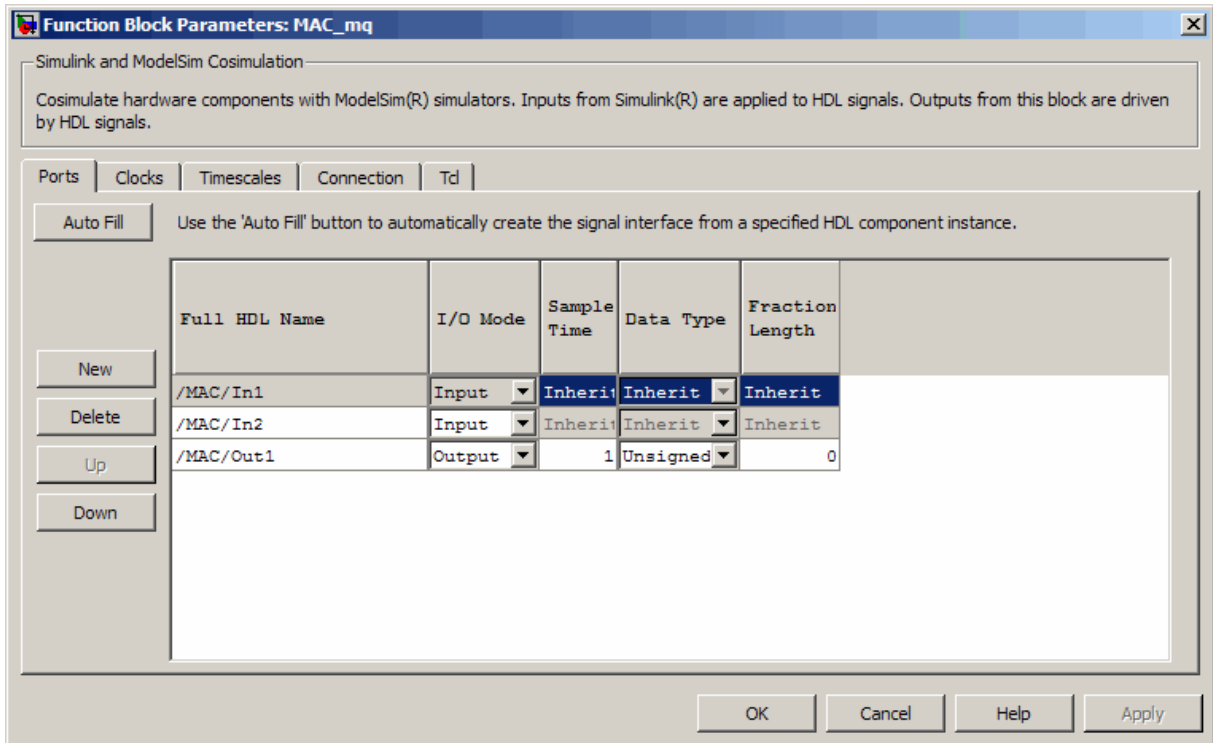 Function Block Parameters: MAC_mq
Simulink and ModelSim Cosimulation
Cosimulate hardware components with ModelSim(R) simulators. Inputs from Simulink(R) are applied to HDL signals. Outputs from this block are driven
by HDL signals.
Ports Clocks Timescales Connection Tcl
Auto Fill Use the 'Auto Fill' button to automatically create the signal interface from a specified HDL component instance.
Full HDL Name I/O Mode Sample Time Data Type Fraction Length
New
Delete
Up
Down
/MAC/In1 Input Inherit Inherit Inherit
/MAC/In2 Input Inherit Inherit Inherit
/MAC/Out1 Output 1 Unsigned 0
OK Cancel Help Apply